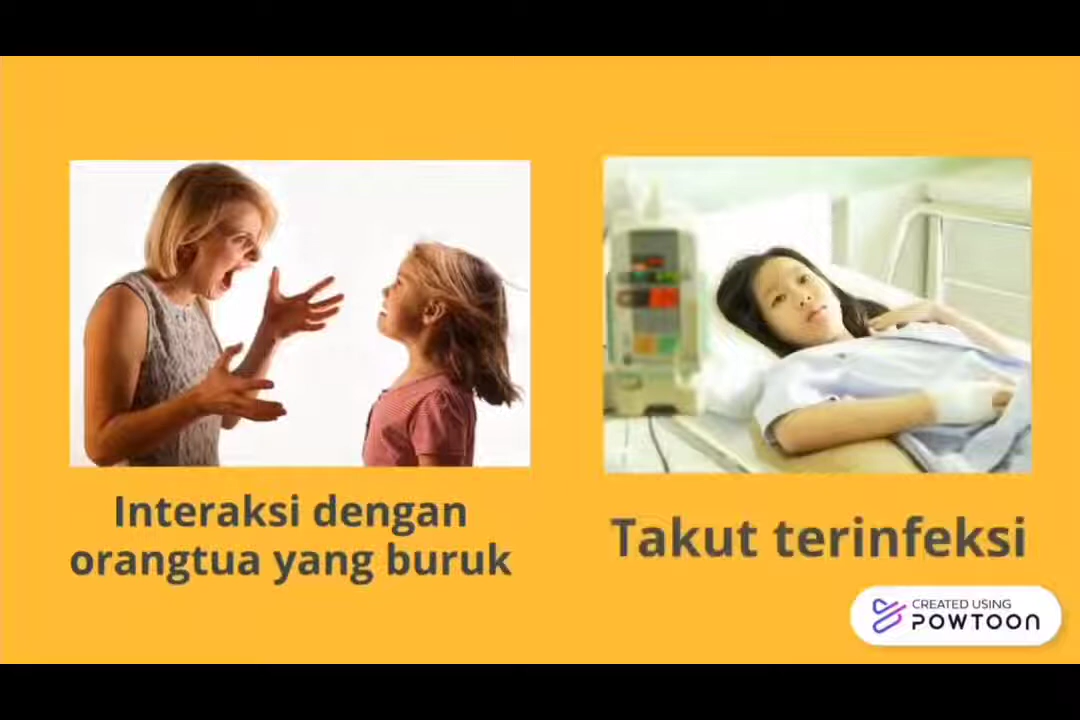 Interaksi dengan
orangtua yang buruk
Takut terinfeksi
CREATED USING
POWTOON